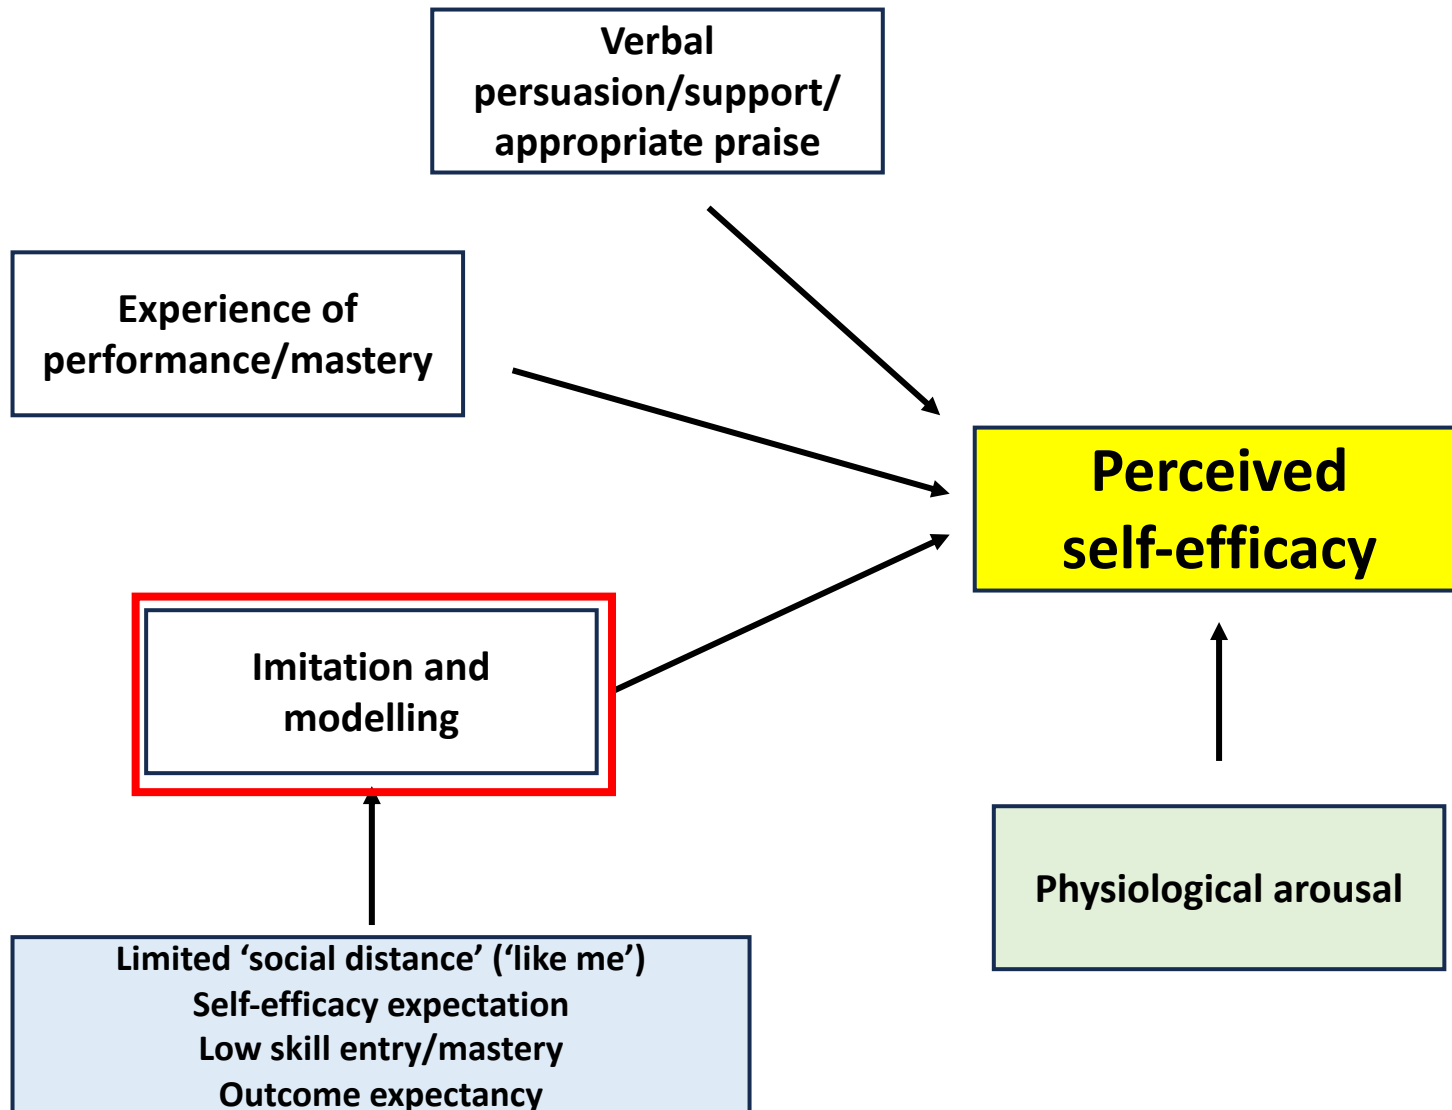 Verbal
persuasion/support/
appropriate praise
Experience of
performance/mastery
Perceived
self-efficacy
Imitation and
modelling
Physiological arousal
Limited ‘social distance’ (‘like me’)
Self-efficacy expectation
Low skill entry/mastery
Outcome expectancy